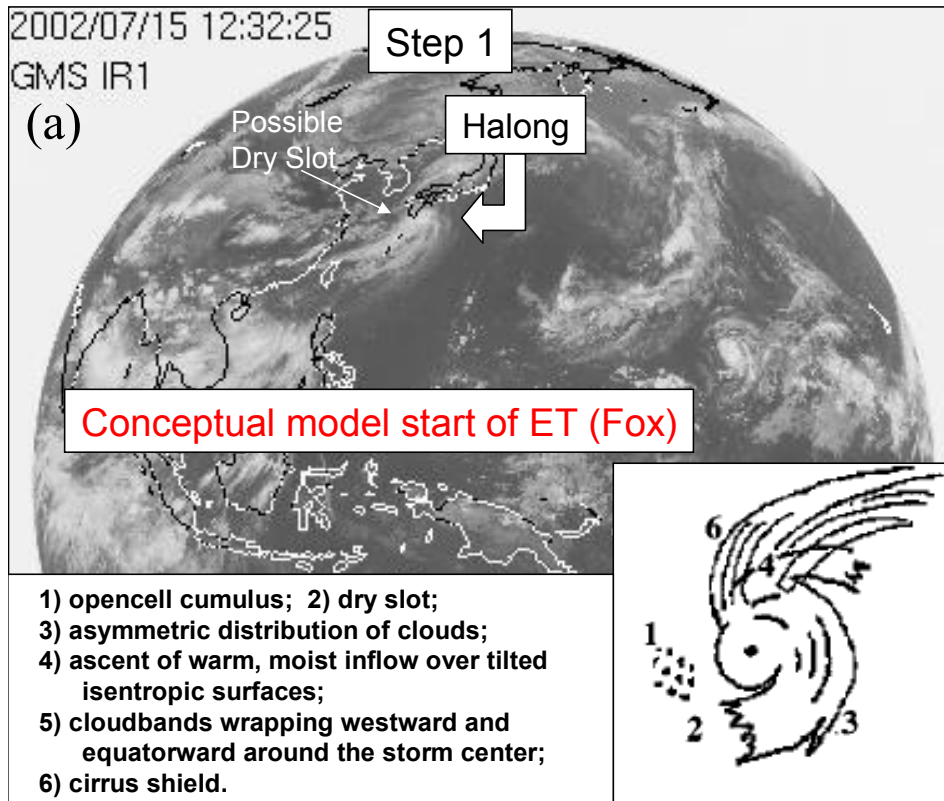 2002/07/15 12:32:25
GMS IR1
Step 1
(a)
Possible
Dry Slot
Halong
Conceptual model start of ET (Fox)
1) opencell cumulus; 2) dry slot;
3) asymmetric distribution of clouds;
4) ascent of warm, moist inflow over tilted
isentropic surfaces;
5) cloudbands wrapping westward and
equatorward around the storm center;
6) cirrus shield.
6
4
1
2
3